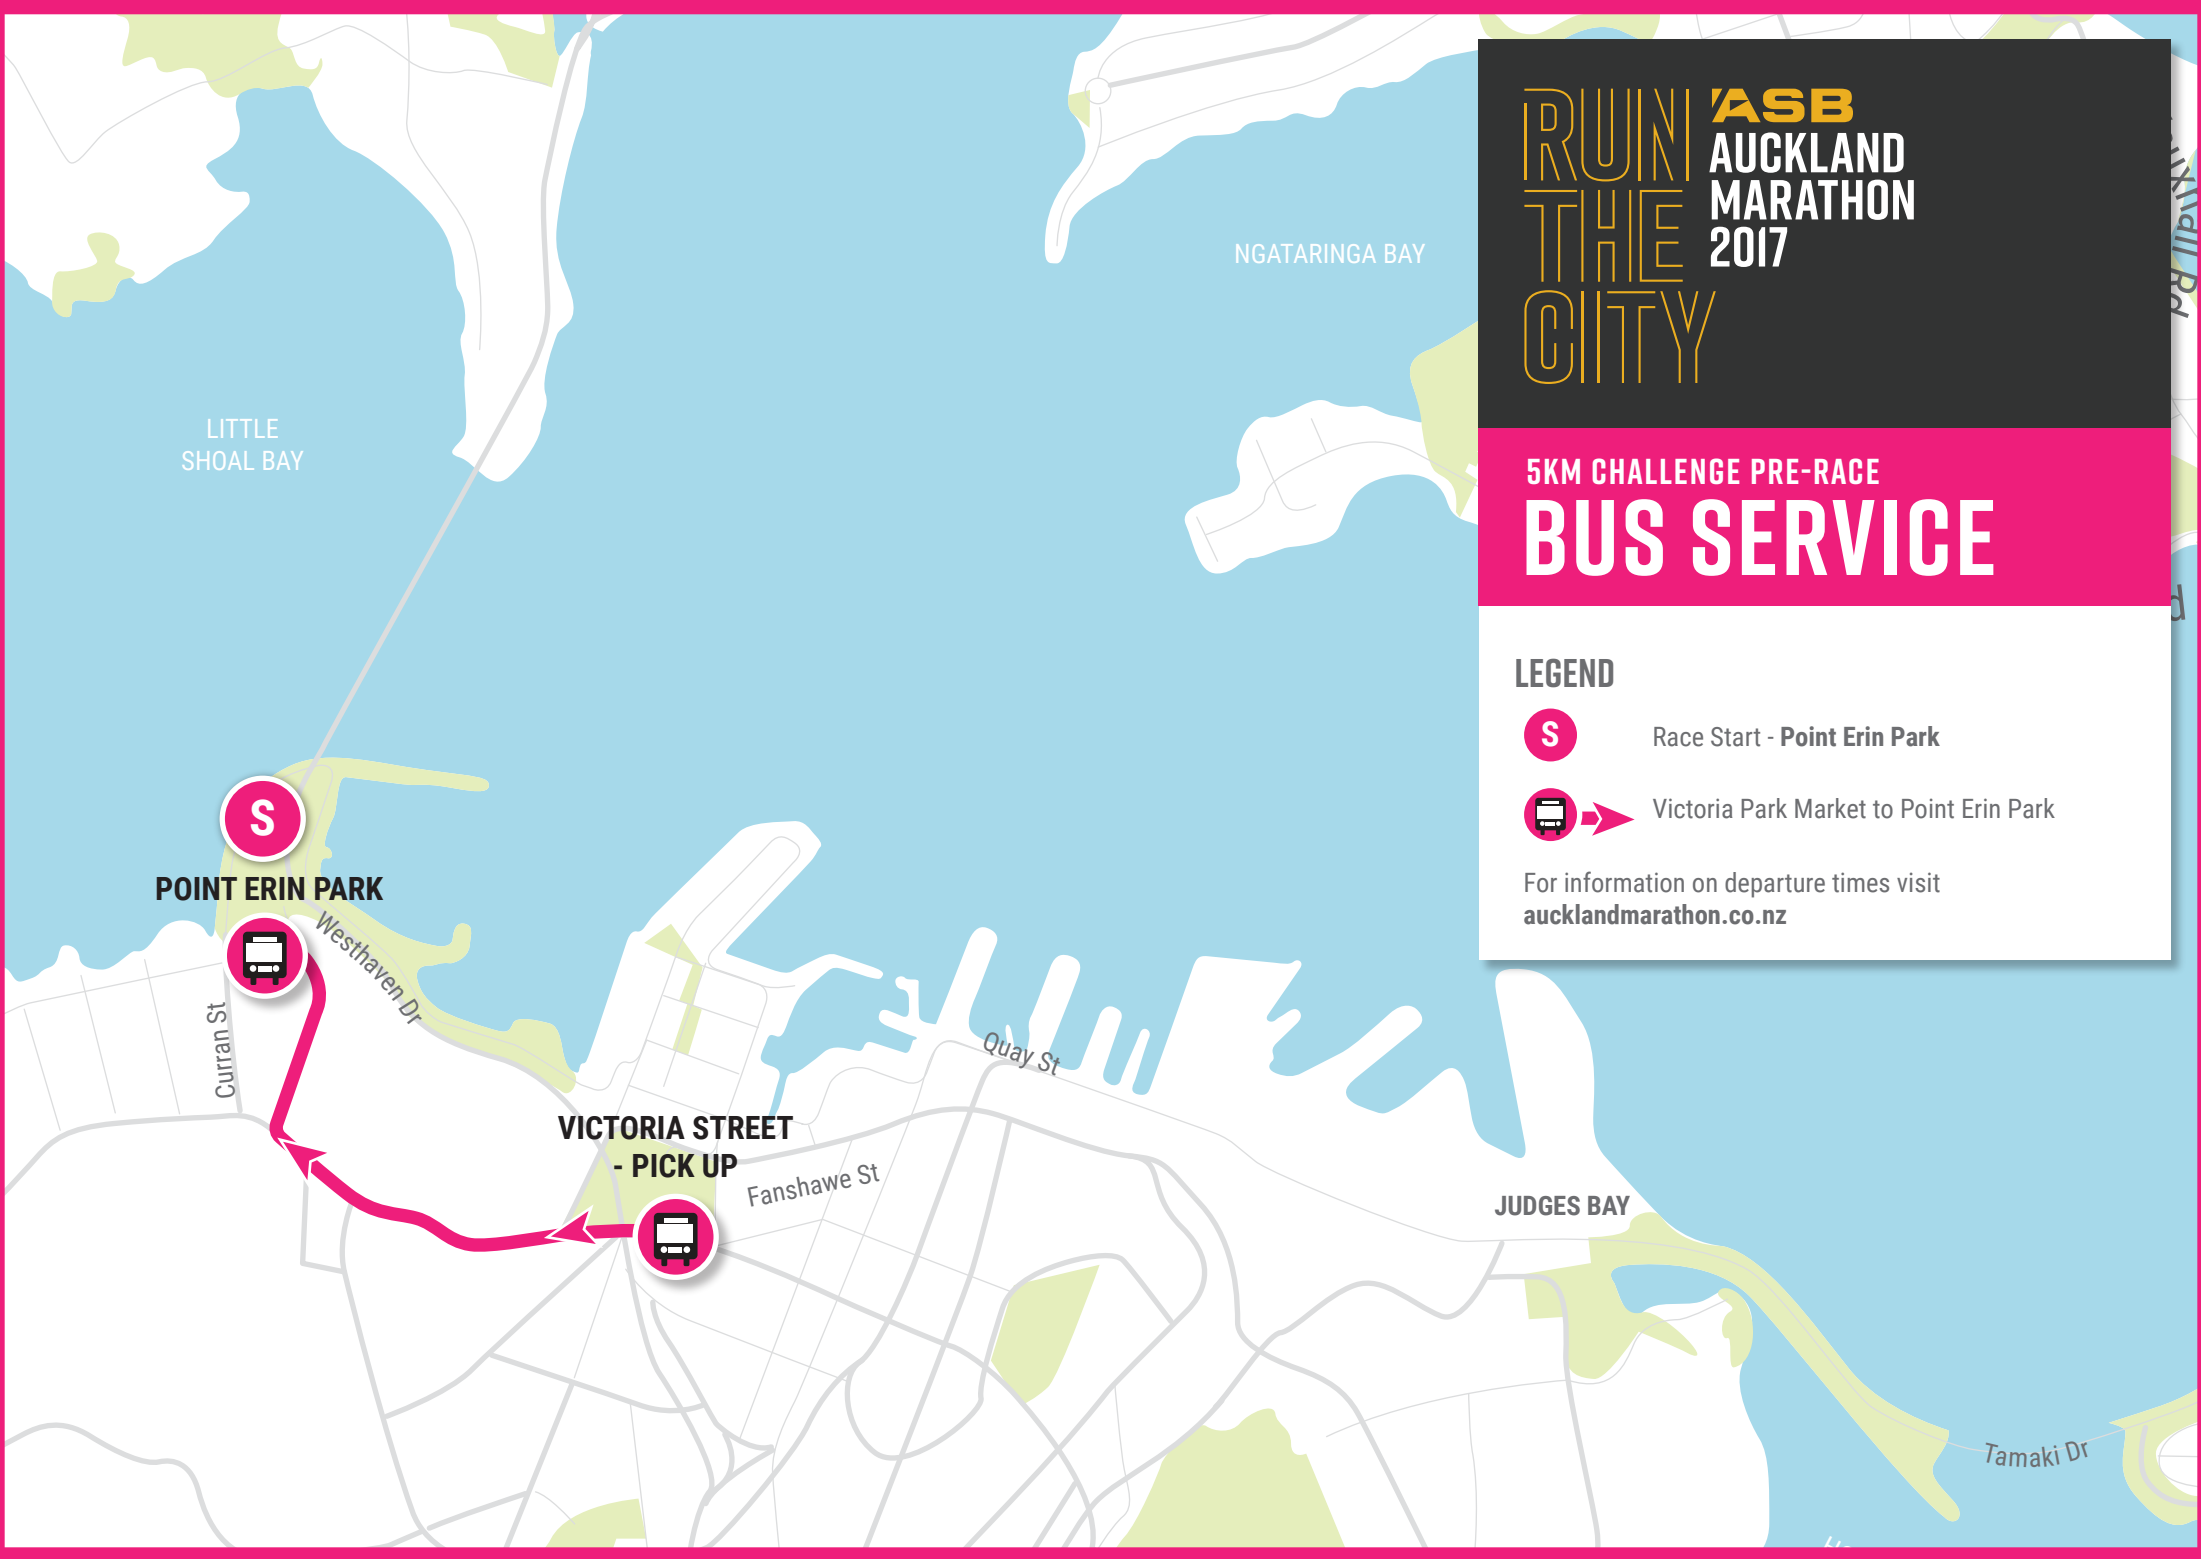 RUN
THE
CITY
ASB
AUCKLAND
MARATHON
2017
5KM CHALLENGE PRE-RACE
BUS SERVICE
LEGEND
S
Race Start - Point Erin Park
Victoria Park Market to Point Erin Park
For information on departure times visit
aucklandmarathon.co.nz
NGATARINGA BAY
LITTLE
SHOAL BAY
S
POINT ERIN PARK
Westhaven Dr
Curran St
VICTORIA STREET
- PICK UP
Fanshawe St
Quay St
JUDGES BAY
Tamaki Dr